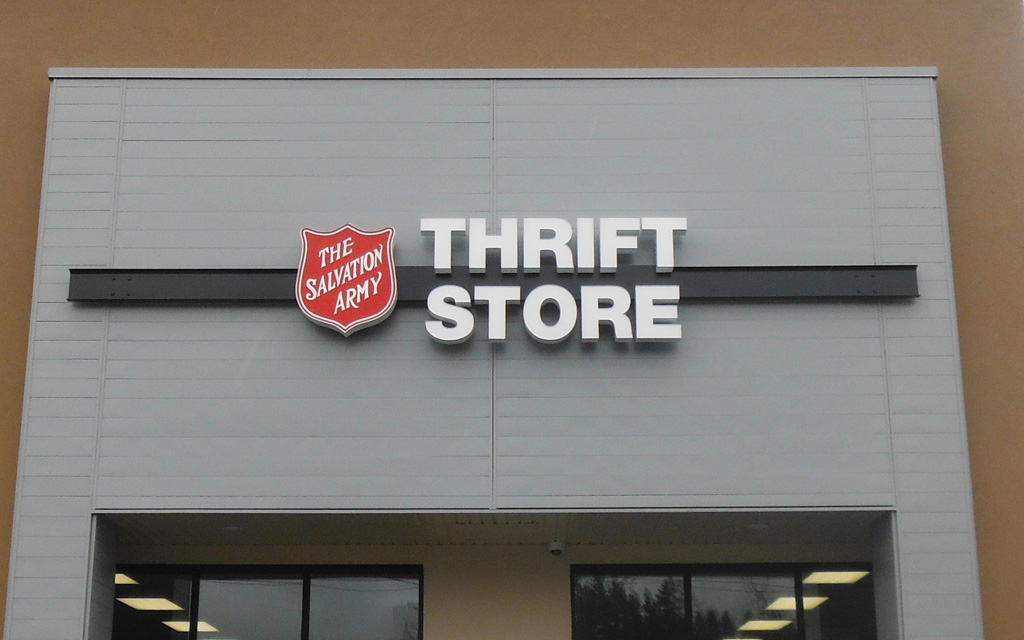 THE
SALVATION
ARMY
THRIFT
STORE